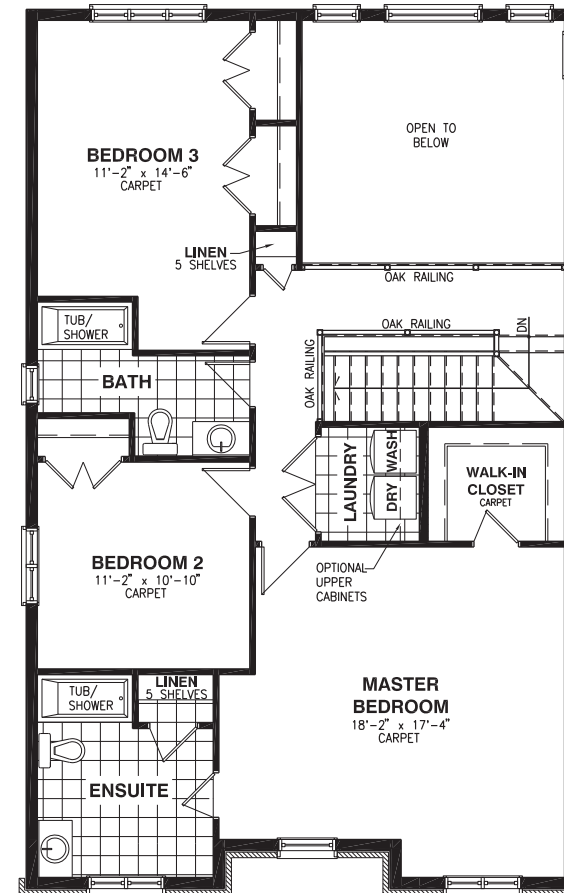 OPEN TO
BELOW
BEDROOM 3
11'-2" x 14'-6"
CARPET
LINEN
5 SHELVES
OAK RAILING
TUB/
SHOWER
OAK RAILING
DN
OAK RAILING
BATH
LAUNDRY
WASH
DRY
WALK-IN
CLOSET
CARPET
BEDROOM 2
11'-2" x 10'-10"
CARPET
OPTIONAL
UPPER
CABINETS
TUB/
SHOWER
LINEN
5 SHELVES
MASTER
BEDROOM
18'-2" x 17'-4"
CARPET
ENSUITE